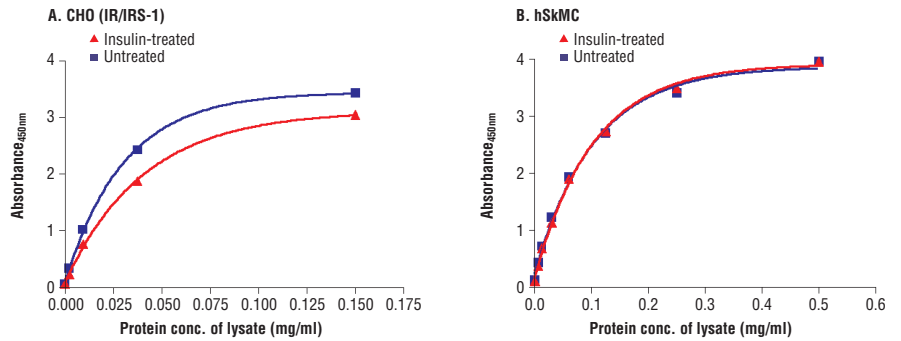 A. CHO (IR/IRS-1)
Insulin-treated
Untreated
4
3
2
1
0
Absorbance450nm
0.000 0.025 0.050 0.075 0.100 0.125 0.150 0.175
Protein conc. of lysate (mg/ml)
B. hSkMC
Insulin-treated
Untreated
4
3
2
1
0
Absorbance450nm
0.0 0.1 0.2 0.3 0.4 0.5 0.6
Protein conc. of lysate (mg/ml)